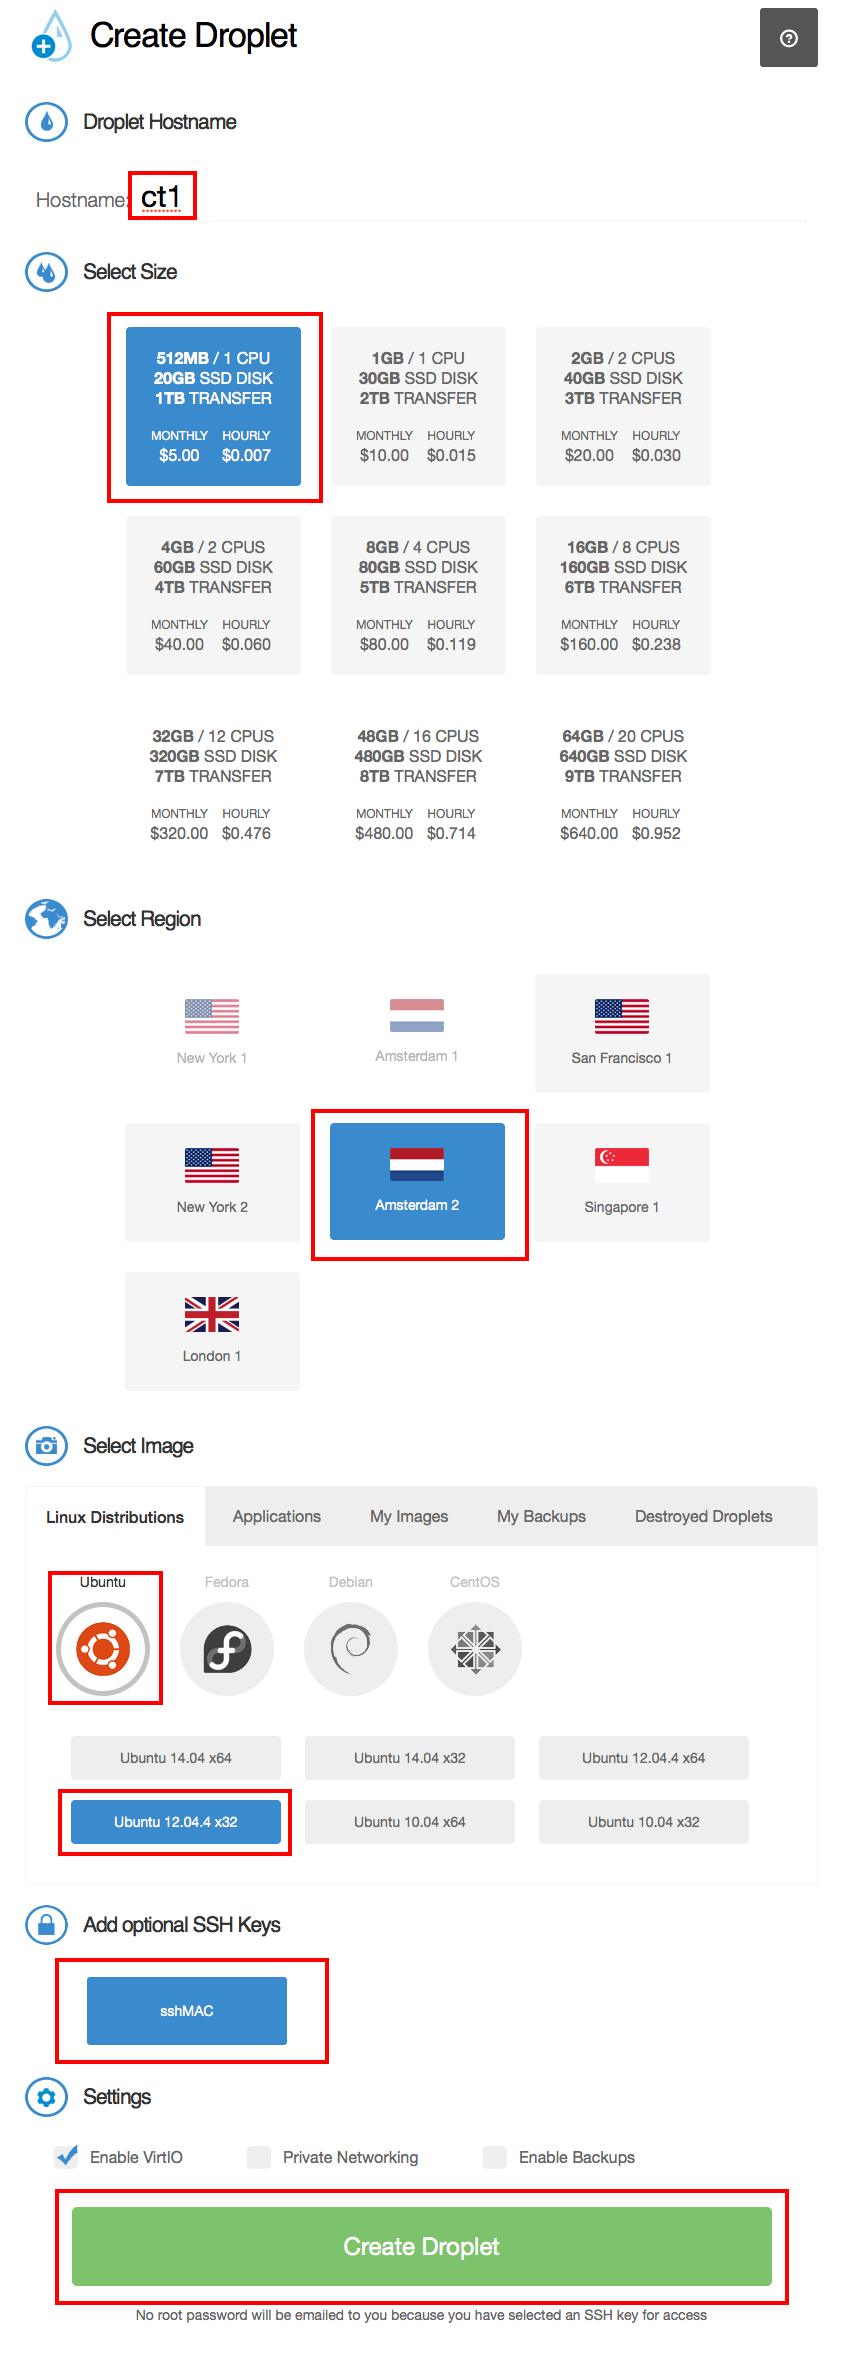 Create Droplet
Droplet Hostname
Hostname: ct1
Select Size
512MB / 1 CPU
20GB SSD DISK
1TB TRANSFER
MONTHLY HOURLY
$5.00 $0.007
1GB / 1 CPU
30GB SSD DISK
2TB TRANSFER
MONTHLY HOURLY
$10.00 $0.015
2GB / 2 CPUS
40GB SSD DISK
3TB TRANSFER
MONTHLY HOURLY
$20.00 $0.030
4GB / 2 CPUS
60GB SSD DISK
4TB TRANSFER
MONTHLY HOURLY
$40.00 $0.060
8GB / 4 CPUS
80GB SSD DISK
5TB TRANSFER
MONTHLY HOURLY
$80.00 $0.119
16GB / 8 CPUS
160GB SSD DISK
6TB TRANSFER
MONTHLY HOURLY
$160.00 $0.238
32GB / 12 CPUS
320GB SSD DISK
7TB TRANSFER
MONTHLY HOURLY
$320.00 $0.476
48GB / 16 CPUS
480GB SSD DISK
8TB TRANSFER
MONTHLY HOURLY
$480.00 $0.714
64GB / 20 CPUS
640GB SSD DISK
9TB TRANSFER
MONTHLY HOURLY
$640.00 $0.952
Select Region
New York 1
Amsterdam 1
San Francisco 1
New York 2
Amsterdam 2
Singapore 1
London 1
Select Image
Linux Distributions
Applications
My Images
My Backups
Destroyed Droplets
Ubuntu
Fedora
Debian
CentOS
Ubuntu 14.04 x64
Ubuntu 14.04 x32
Ubuntu 12.04.4 x64
Ubuntu 12.04.4 x32
Ubuntu 10.04 x64
Ubuntu 10.04 x32
Add optional SSH Keys
sshMAC
Settings
Enable VirtIO
Private Networking
Enable Backups
Create Droplet
No root password will be emailed to you because you have selected an SSH key for access